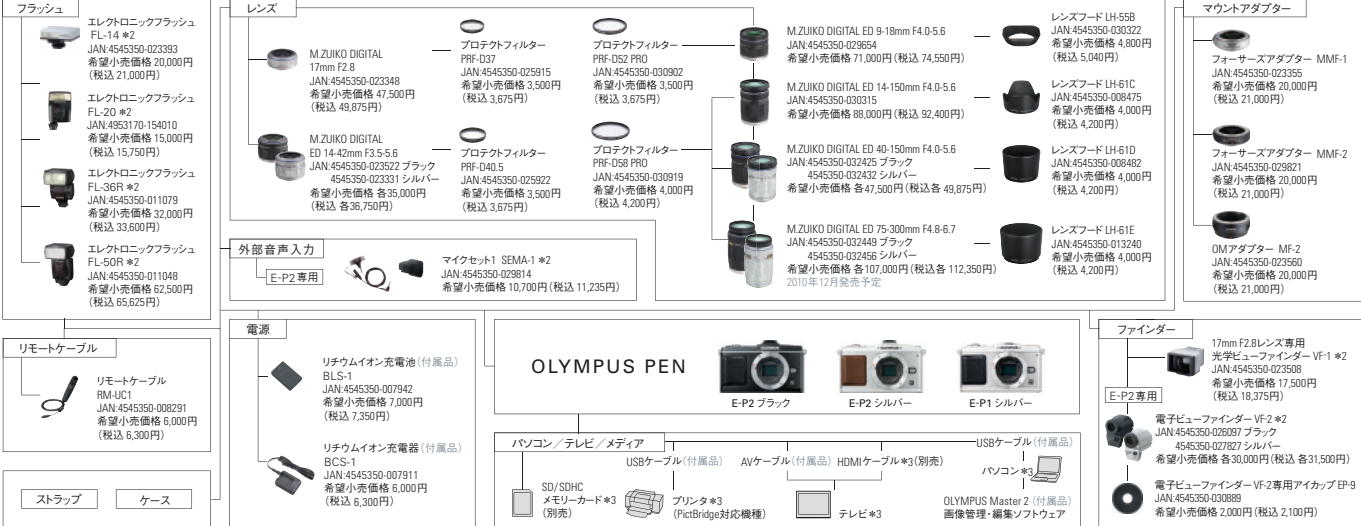 フラッシュ
エレクトロニックフラッシュ
FL-14 *2
JAN:4545350-023393
希望小売価格 20,000円
(税込 21,000円)
エレクトロニックフラッシュ
FL-20 *2
JAN:4953170-154010
希望小売価格 15,000円
(税込 15,750円)
エレクトロニックフラッシュ
FL-36R *2
JAN:4545350-011079
希望小売価格 32,000円
(税込 33,600円)
エレクトロニックフラッシュ
FL-50R *2
JAN:4545350-011048
希望小売価格 62,500円
(税込 65,625円)
レンズ
M.ZUIKO DIGITAL
17mm F2.8
JAN:4545350-023348
希望小売価格 47,500円
(税込 49,875円)
プロテクトフィルター
PRF-D37
JAN:4545350-025915
希望小売価格 3,500円
(税込 3,675円)
M.ZUIKO DIGITAL
ED 14-42mm F3.5-5.6
JAN:4545350-023522 ブラック
4545350-023331 シルバー
希望小売価格 各35,000円
(税込 各36,750円)
プロテクトフィルター
PRF-D40.5
JAN:4545350-025922
希望小売価格 3,500円
(税込 3,675円)
プロテクトフィルター
PRF-D52 PRO
JAN:4545350-030902
希望小売価格 3,500円
(税込 3,675円)
プロテクトフィルター
PRF-D58 PRO
JAN:4545350-030919
希望小売価格 4,000円
(税込 4,200円)
M.ZUIKO DIGITAL ED 9-18mm F4.0-5.6
JAN:4545350-029654
希望小売価格 71,000円(税込 74,550円)
M.ZUIKO DIGITAL ED 14-150mm F4.0-5.6
JAN:4545350-030315
希望小売価格 88,000円(税込 92,400円)
M.ZUIKO DIGITAL ED 40-150mm F4.0-5.6
JAN:4545350-032425 ブラック
4545350-032432 シルバー
希望小売価格 各47,500円(税込各 49,875円)
M.ZUIKO DIGITAL ED 75-300mm F4.8-6.7
JAN:4545350-032449 ブラック
4545350-032456 シルバー
希望小売価格 各107,000円(税込各 112,350円)
2010年12月発売予定
レンズフード LH-55B
JAN:4545350-030322
希望小売価格 4,800円
(税込 5,040円)
レンズフード LH-61C
JAN:4545350-008475
希望小売価格 4,000円
(税込 4,200円)
レンズフード LH-61D
JAN:4545350-008482
希望小売価格 4,000円
(税込 4,200円)
レンズフード LH-61E
JAN:4545350-013240
希望小売価格 4,000円
(税込 4,200円)
マウントアダプター
フォーサーズアダプター MMF-1
JAN:4545350-023355
希望小売価格 20,000円
(税込 21,000円)
フォーサーズアダプター MMF-2
JAN:4545350-029821
希望小売価格 20,000円
(税込 21,000円)
OMアダプター MF-2
JAN:4545350-023560
希望小売価格 20,000円
(税込 21,000円)
外部音声入力
E-P2専用
マイクセット1 SEMA-1 *2
JAN:4545350-029814
希望小売価格 10,700円(税込 11,235円)
リモートケーブル
リモートケーブル
RM-UC1
JAN:4545350-008291
希望小売価格 6,000円
(税込 6,300円)
ストラップ
ケース
電源
リチウムイオン充電池(付属品)
BLS-1
JAN:4545350-007942
希望小売価格 7,000円
(税込 7,350円)
リチウムイオン充電器(付属品)
BCS-1
JAN:4545350-007911
希望小売価格 6,000円
(税込 6,300円)
OLYMPUS PEN
E-P2 ブラック
E-P2 シルバー
E-P1 シルバー
パソコン/テレビ/メディア
SD/SDHC
メモリーカード*3
(別売)
USBケーブル(付属品)
プリンタ*3
(PictBridge対応機種)
AVケーブル(付属品)
HDMIケーブル*3(別売)
テレビ*3
USBケーブル(付属品)
パソコン*3
OLYMPUS Master 2 (付属品)
画像管理・編集ソフトウェア
ファインダー
17mm F2.8レンズ専用
光学ビューファインダー VF-1 *2
JAN:4545350-023508
希望小売価格 17,500円
(税込 18,375円)
E-P2専用
電子ビューファインダー VF-2 *2
JAN:4545350-026097 ブラック
4545350-027827 シルバー
希望小売価格 各30,000円(税込 各31,500円)
電子ビューファインダー VF-2専用アイカップ EP-9
JAN:4545350-030889
希望小売価格 2,000円(税込 2,100円)